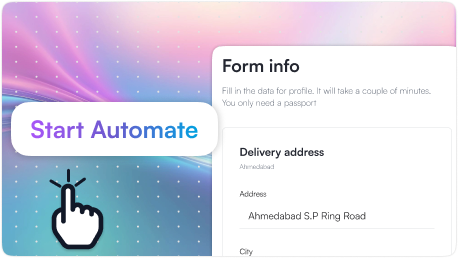 Start Automate
Form info
Fill in the data for profile. It will take a couple of minutes.
You only need a passport
Delivery address
Ahmedabad
Address
Ahmedabad S.P Ring Road
City